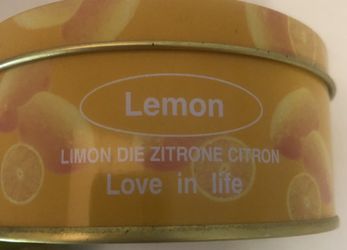 Lemon
LIMON DIE ZITRONE CITRON
Love in life